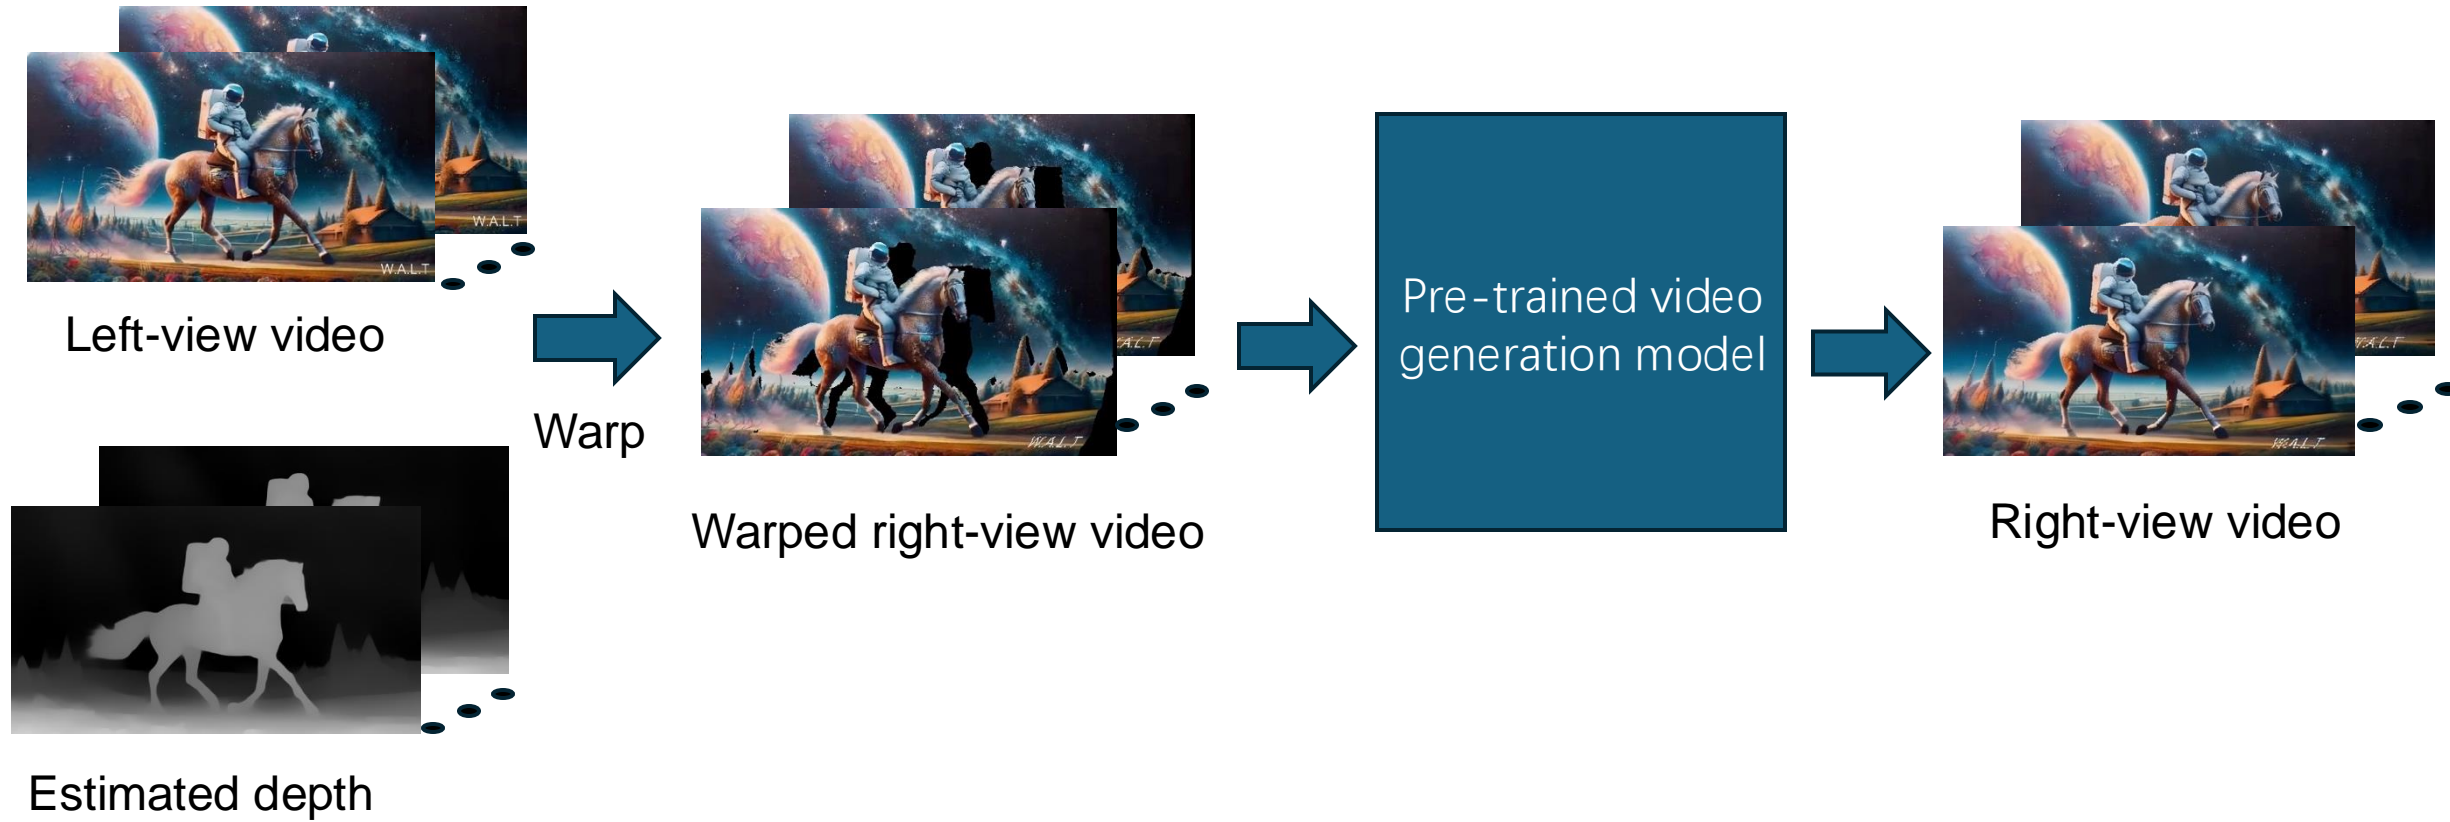 W.A.L.T
W.A.L.T
Left-view video
Estimated depth
Warp
W.A.L.T
Warped right-view video
Pre-trained video
generation model
W.A.L.T
Right-view video